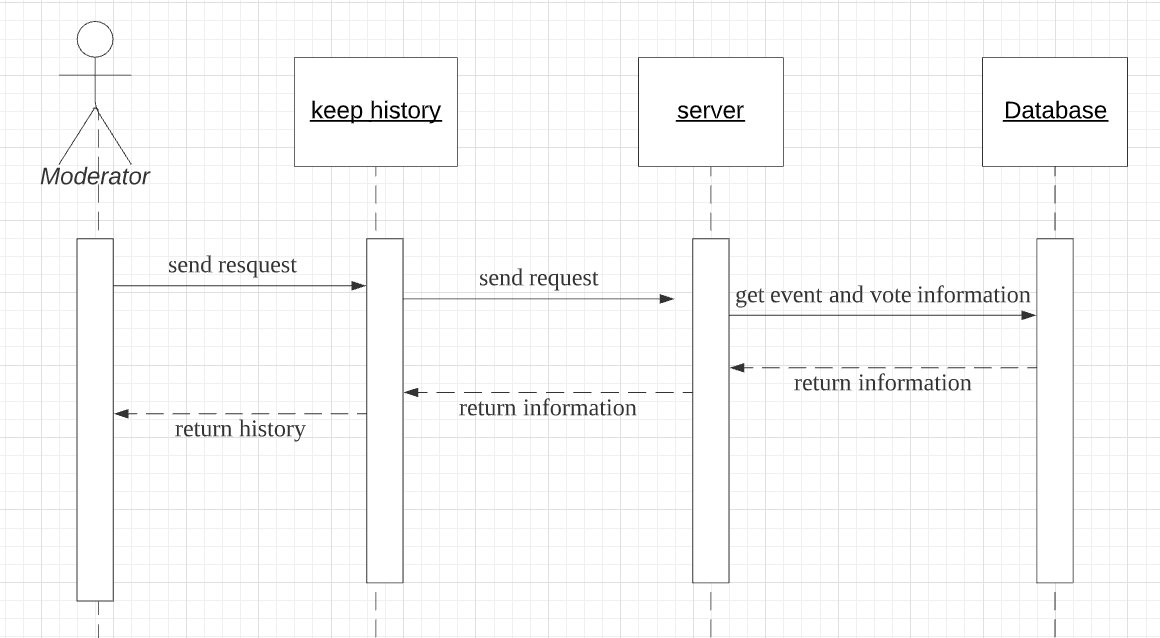 keep history
server
Database
Moderator
send resquest
send request
get event and vote information
return information
return information
return history